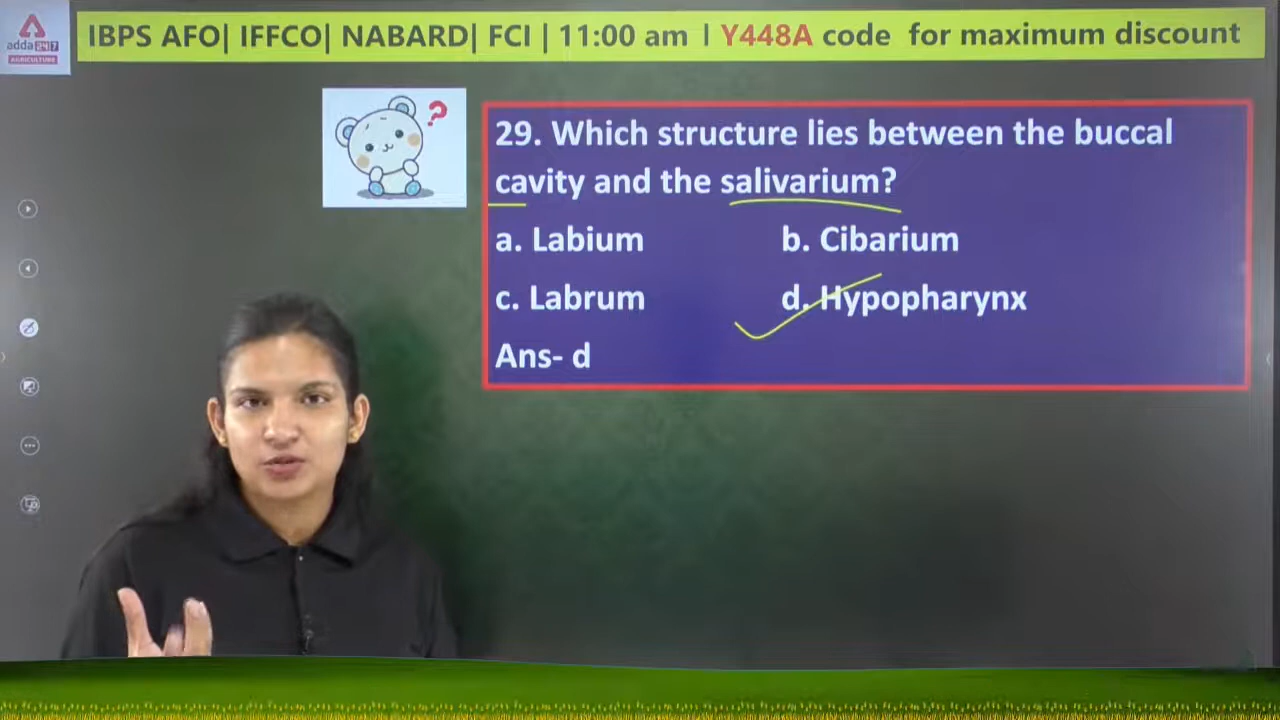 IBPS AFO| IFFCO| NABARD| FCI | 11:00 am I Y448A code for maximum discount
adda 247
AGRICULTURE
?
29. Which structure lies between the buccal
cavity and the salivarium?
a. Labium b. Cibarium
c. Labrum d. Hypopharynx
Ans- d